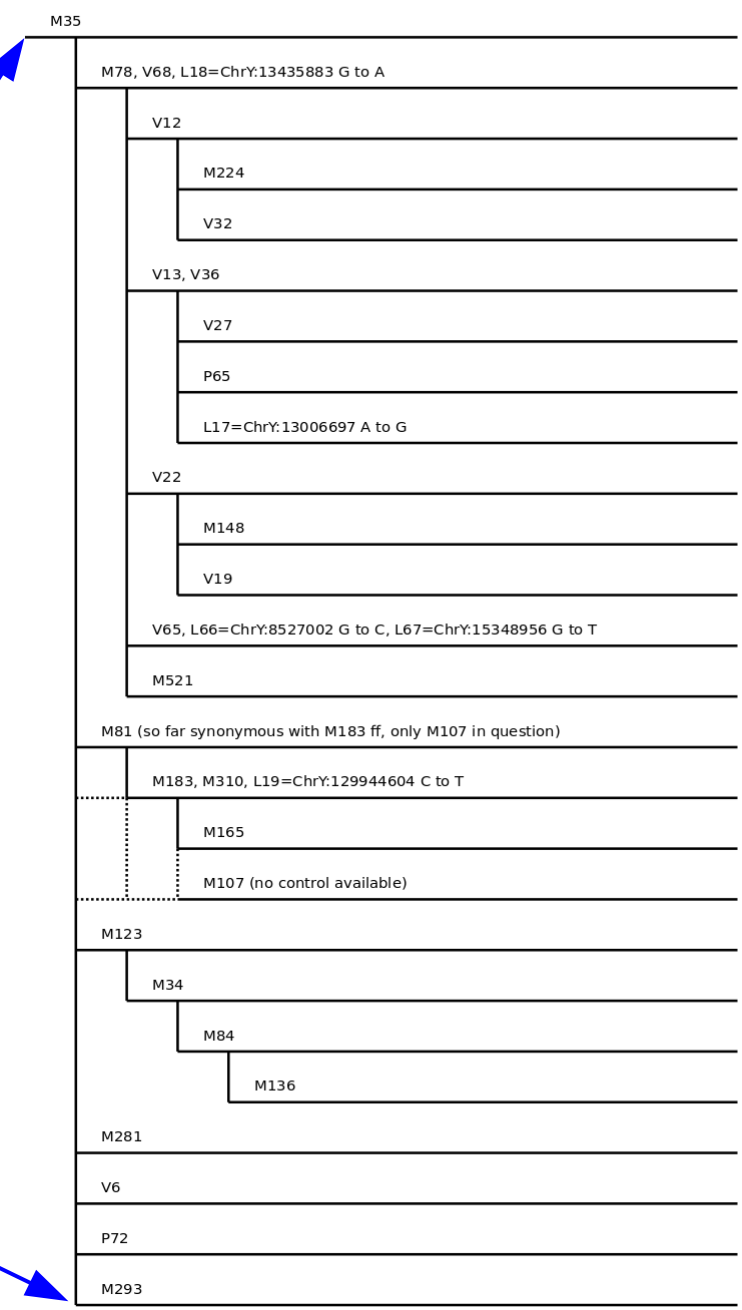 M35
M78, V68, L18=ChrY:13435883 G to A
V12
M224
V32
V13, V36
V27
P65
L17=ChrY:13006697 A to G
V22
M148
V19
V65, L66=ChrY:8527002 G to C, L67=ChrY:15348956 G to T
M521
M81 (so far synonymous with M183 ff, only M107 in question)
M183, M310, L19=ChrY:129944604 C to T
M165
M107 (no control available)
M123
M34
M84
M136
M281
V6
P72
M293